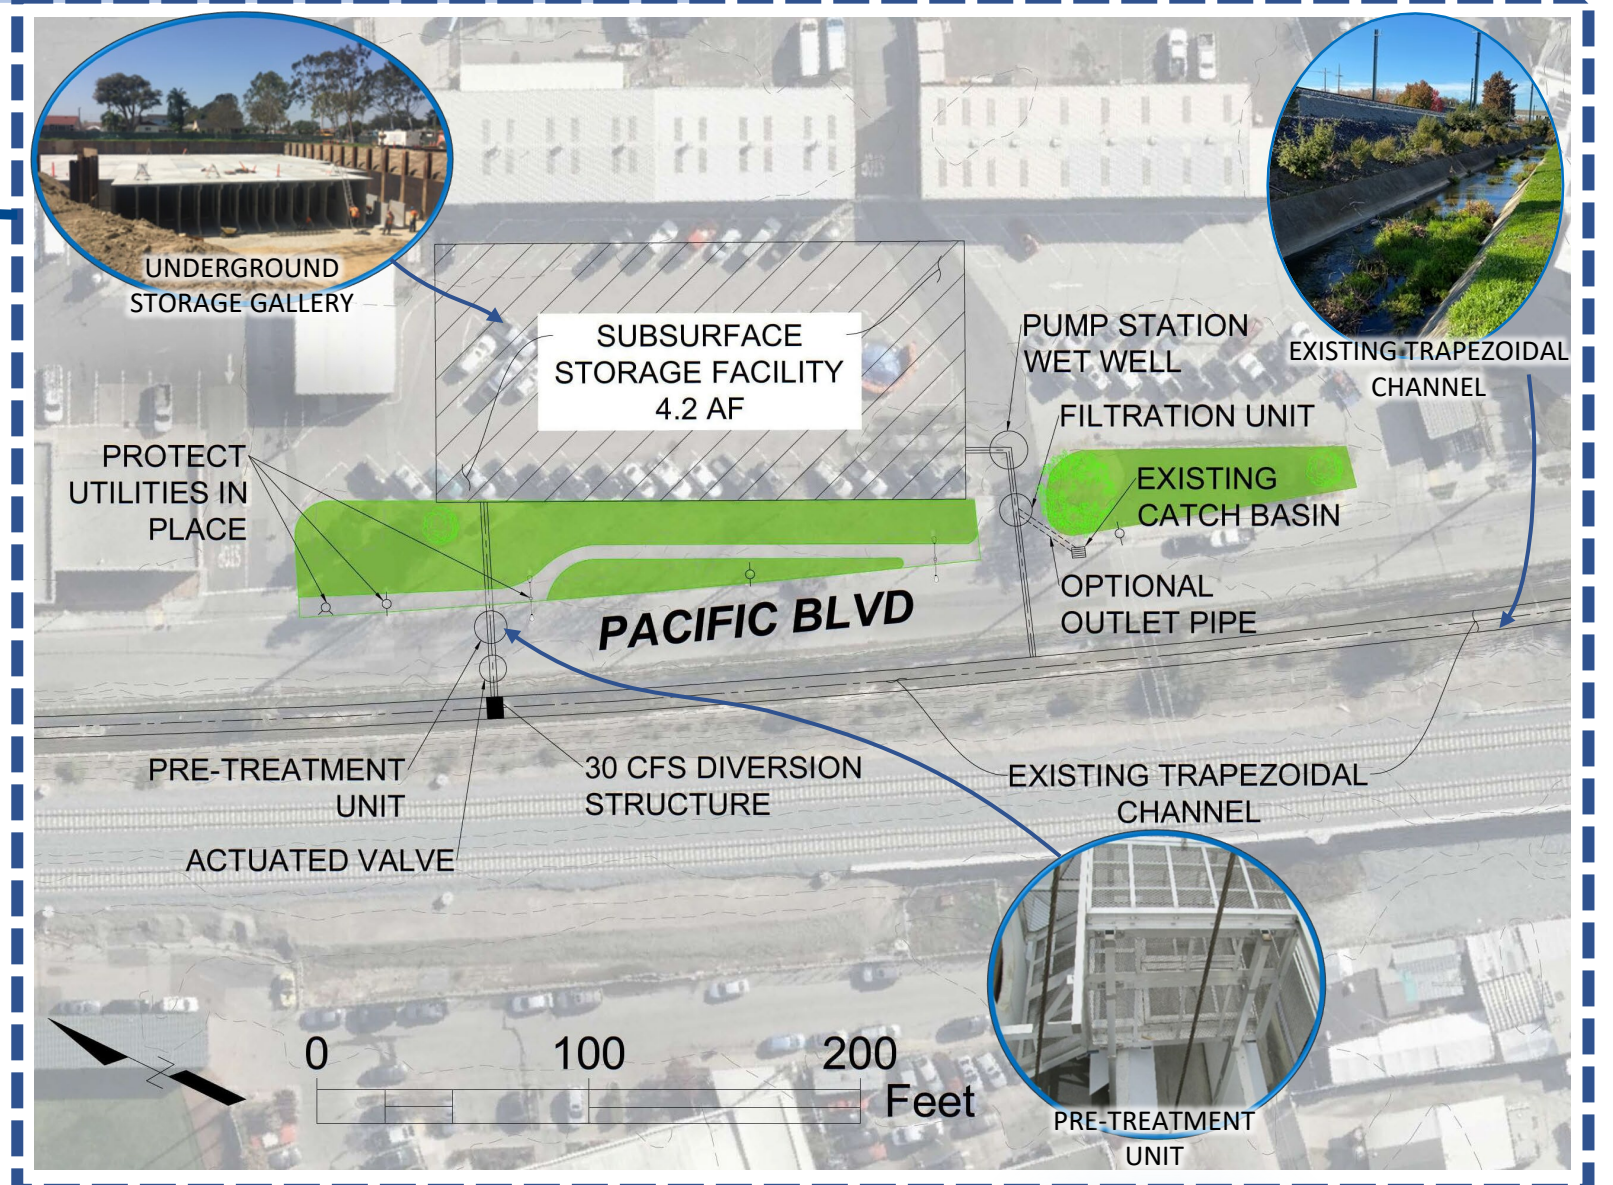 UNDERGROUND
STORAGE GALLERY
SUBSURFACE
STORAGE FACILITY
4.2 AF
PUMP STATION
WET WELL
EXISTING TRAPEZOIDAL
CHANNEL
FILTRATION UNIT
PROTECT
UTILITIES IN
PLACE
EXISTING
CATCH BASIN
OPTIONAL
OUTLET PIPE
PACIFIC BLVD
PRE-TREATMENT
UNIT
30 CFS DIVERSION
STRUCTURE
EXISTING TRAPEZOIDAL
CHANNEL
ACTUATED VALVE
0 100 200
Feet
PRE-TREATMENT
UNIT